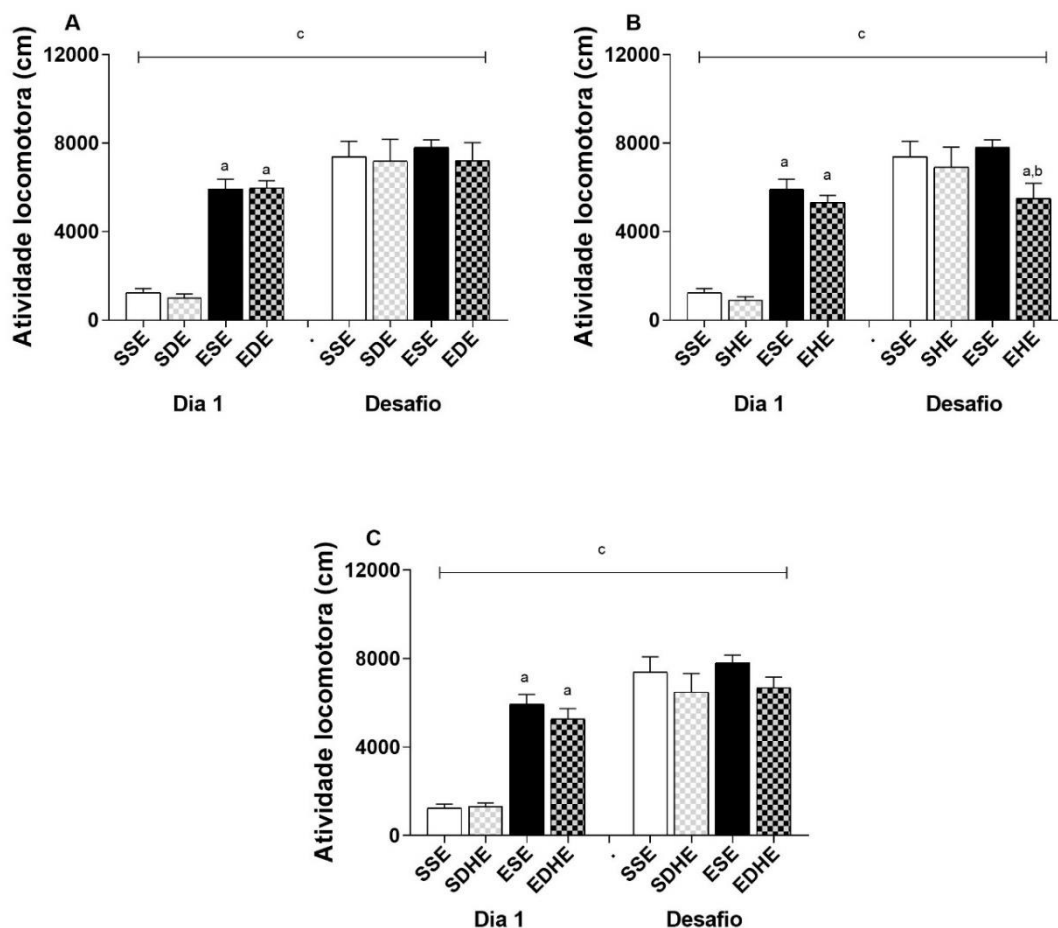 A
c
Atividade locomotora (cm)
12000
8000
4000
0
a
a
SSE
SDE
ESE
EDE
.
SSE
SDE
ESE
EDE
Dia 1
Desafio
B
c
Atividade locomotora (cm)
12000
8000
4000
0
a
a
a,b
SSE
SHE
ESE
EHE
.
SSE
SHE
ESE
EHE
Dia 1
Desafio
C
c
Atividade locomotora (cm)
12000
8000
4000
0
a
a
SSE
SDHE
ESE
EDHE
.
SSE
SDHE
ESE
EDHE
Dia 1
Desafio